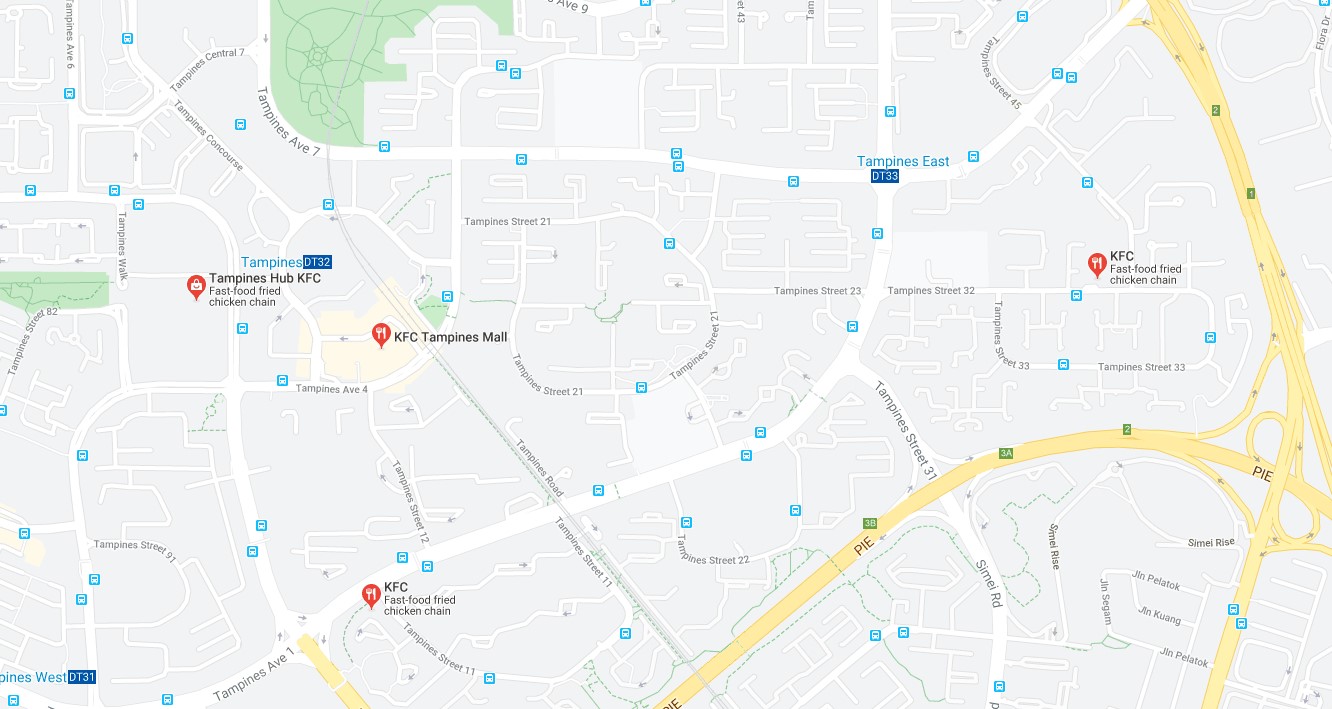 Tampines Ave 6
Tampines Central 7
Ave 9
Tampines Street 45
Flora Dr
2
1
Tampines Concourse
Tampines Ave 7
Tampines East
DT33
Tampines Walk
Tampines Street 21
Tampines DT32
Tampines Hub KFC
Fast-food fried
chicken chain
KFC
Fast-food fried
chicken chain
Tampines Street 23
Tampines Street 32
Tampines Street 82
KFC Tampines Mall
Tampines Street 21
Tampines Street 33
Tampines Street 33
Tampines Ave 4
Tampines Street 21
Tampines Street 31
2
3A
Tampines Road
PIE
Tampines Street 12
3B
PIE
Tampines Street 91
Tampines Street 11
Tampines Street 22
Simei Rise
Simei Rise
Simei Rd
Jln Pelatok
Jln Segam
Jln Kuang
KFC
Fast-food fried
chicken chain
Tampines Street 11
Jln Pelatok
Tampines Ave 1
pines West DT31
PIE